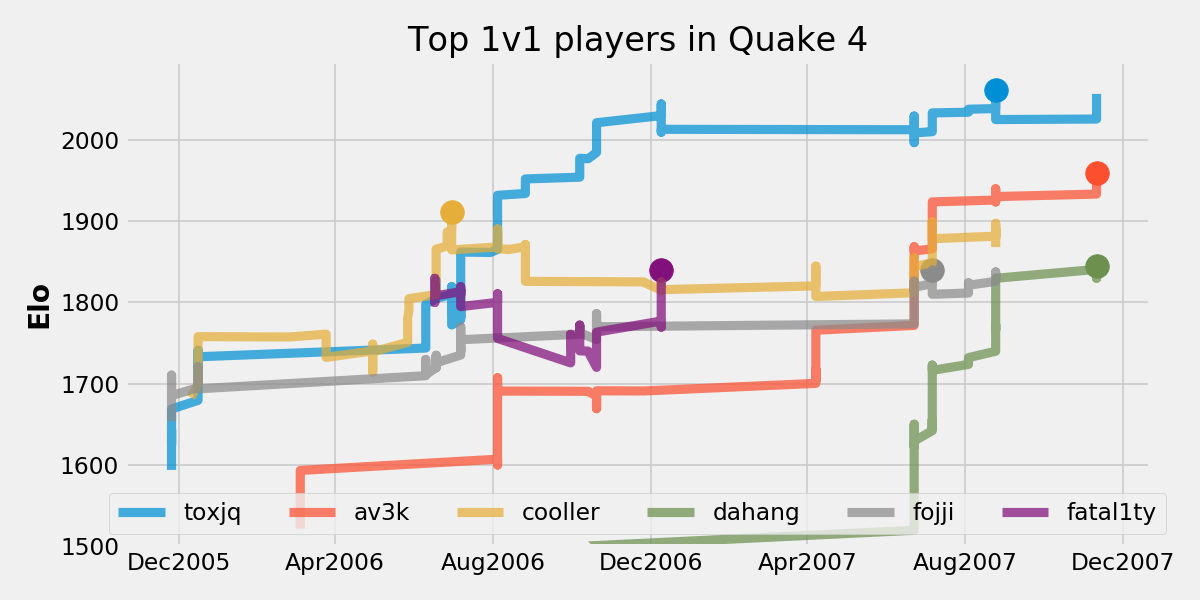 Top 1v1 players in Quake 4
Elo
2000
1900
1800
1700
1600
1500
toxjq av3k cooller dahang fojji fatal1ty
Dec2005 Apr2006 Aug2006 Dec2006 Apr2007 Aug2007 Dec2007